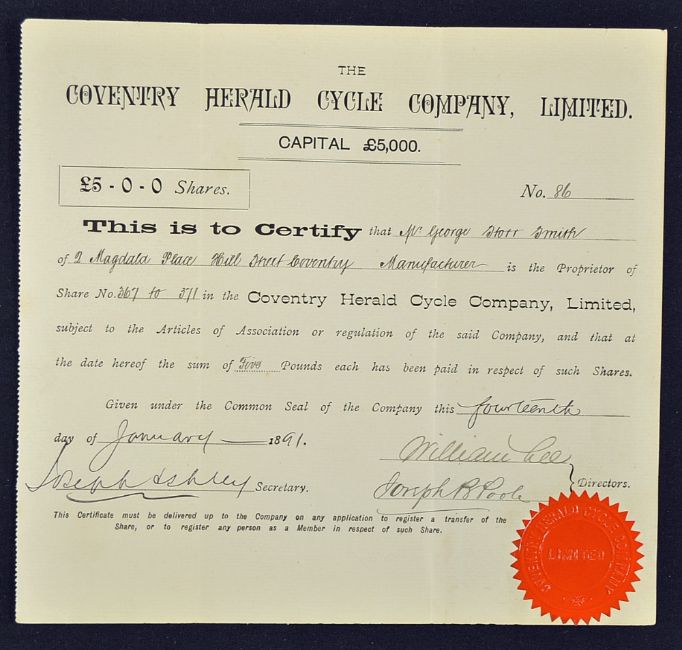 THE
COVENTRY HERALD CYCLE COMPANY, LIMITED.
CAPITAL £5,000.
£5 - 0 - 0 Shares.
No. 86
This is to Certify that Mr George Storr Smith
of 2 Magdala Place Hill Street Coventry Manufacturer is the Proprietor of
Share No. 367 to 371 in the Coventry Herald Cycle Company, Limited,
subject to the Articles of Association or regulation of the said Company, and that at
the date hereof the sum of Five Pounds each has been paid in respect of such Shares.
Given under the Common Seal of the Company this fourteenth
day of January 1891.
William Lee
Joseph Ashley Secretary.
Joseph B Poole
Directors.
This Certificate must be delivered up to the Company on any application to register a transfer of the
Share, or to register any person as a Member in respect of such Share.
COVENTRY HERALD CYCLE COMPANY
LIMITED